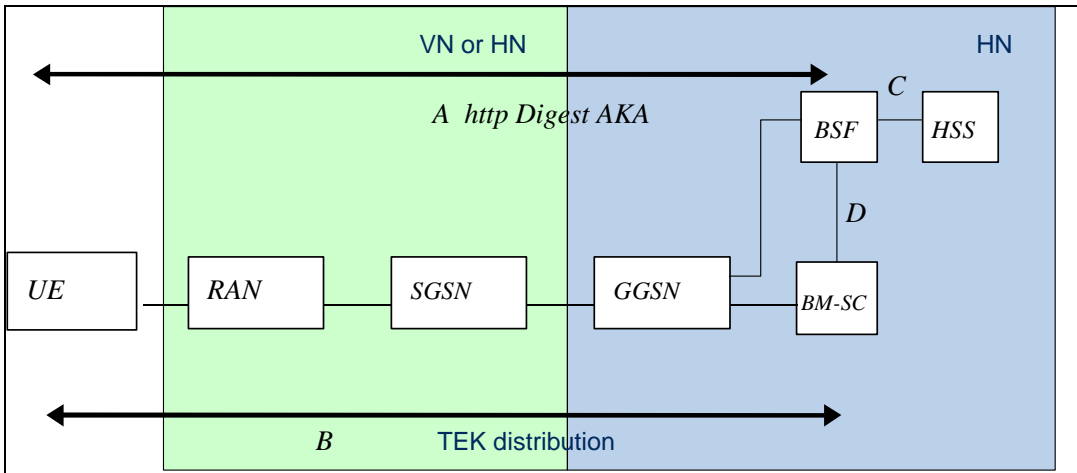 VN or HN
HN
A http Digest AKA
C
BSF
HSS
D
UE
RAN
SGSN
GGSN
BM-SC
B
TEK distribution